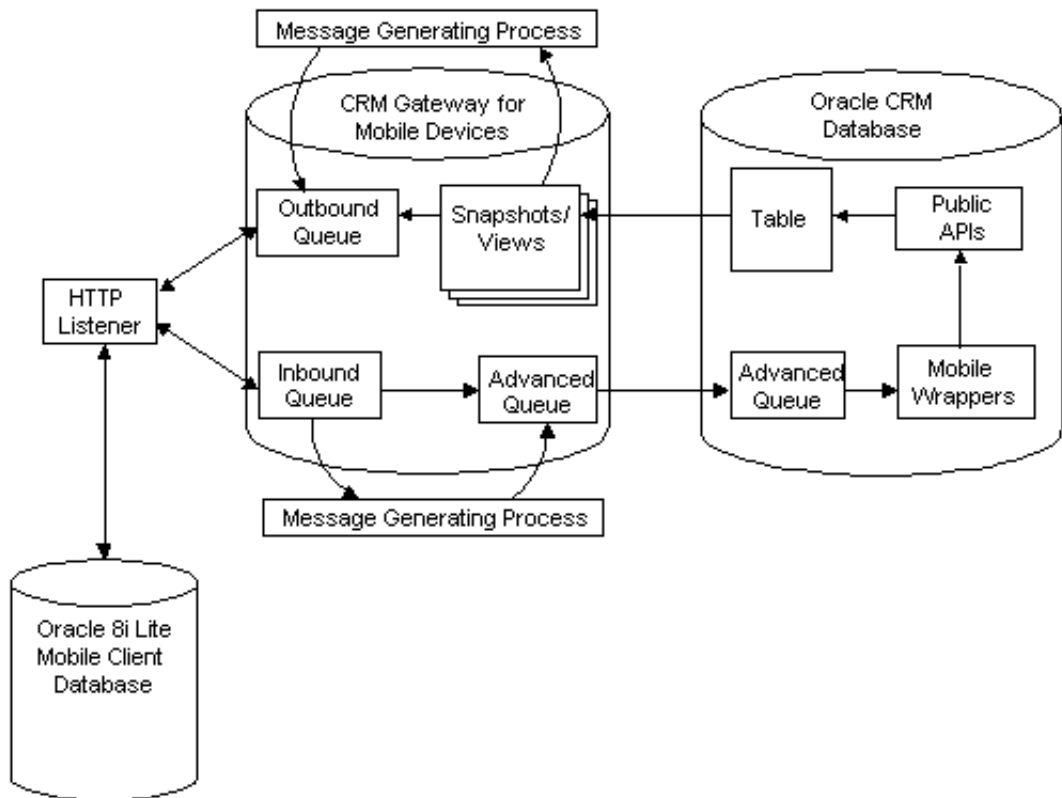 Message Generating Process
CRM Gateway for
Mobile Devices
Oracle CRM
Database
Outbound
Queue
Snapshots/
Views
Table
Public
APIs
HTTP
Listener
Inbound
Queue
Advanced
Queue
Advanced
Queue
Mobile
Wrappers
Message Generating Process
Oracle 8i Lite
Mobile Client
Database